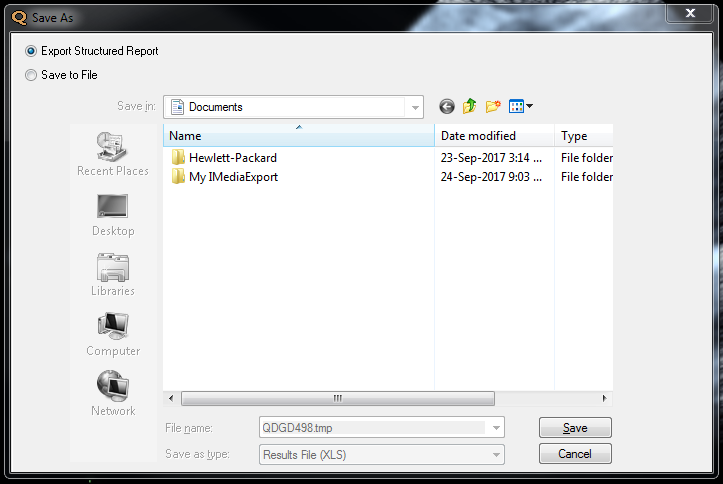 Save As
Export Structured Report
Save to File
Save in: Documents
Name Date modified Type
Hewlett-Packard 23-Sep-2017 3:14 ... File folder
My IMediaExport 24-Sep-2017 9:03 ... File folder
Recent Places
Desktop
Libraries
Computer
Network
File name: QDGD498.tmp Save
Save as type: Results File (XLS) Cancel